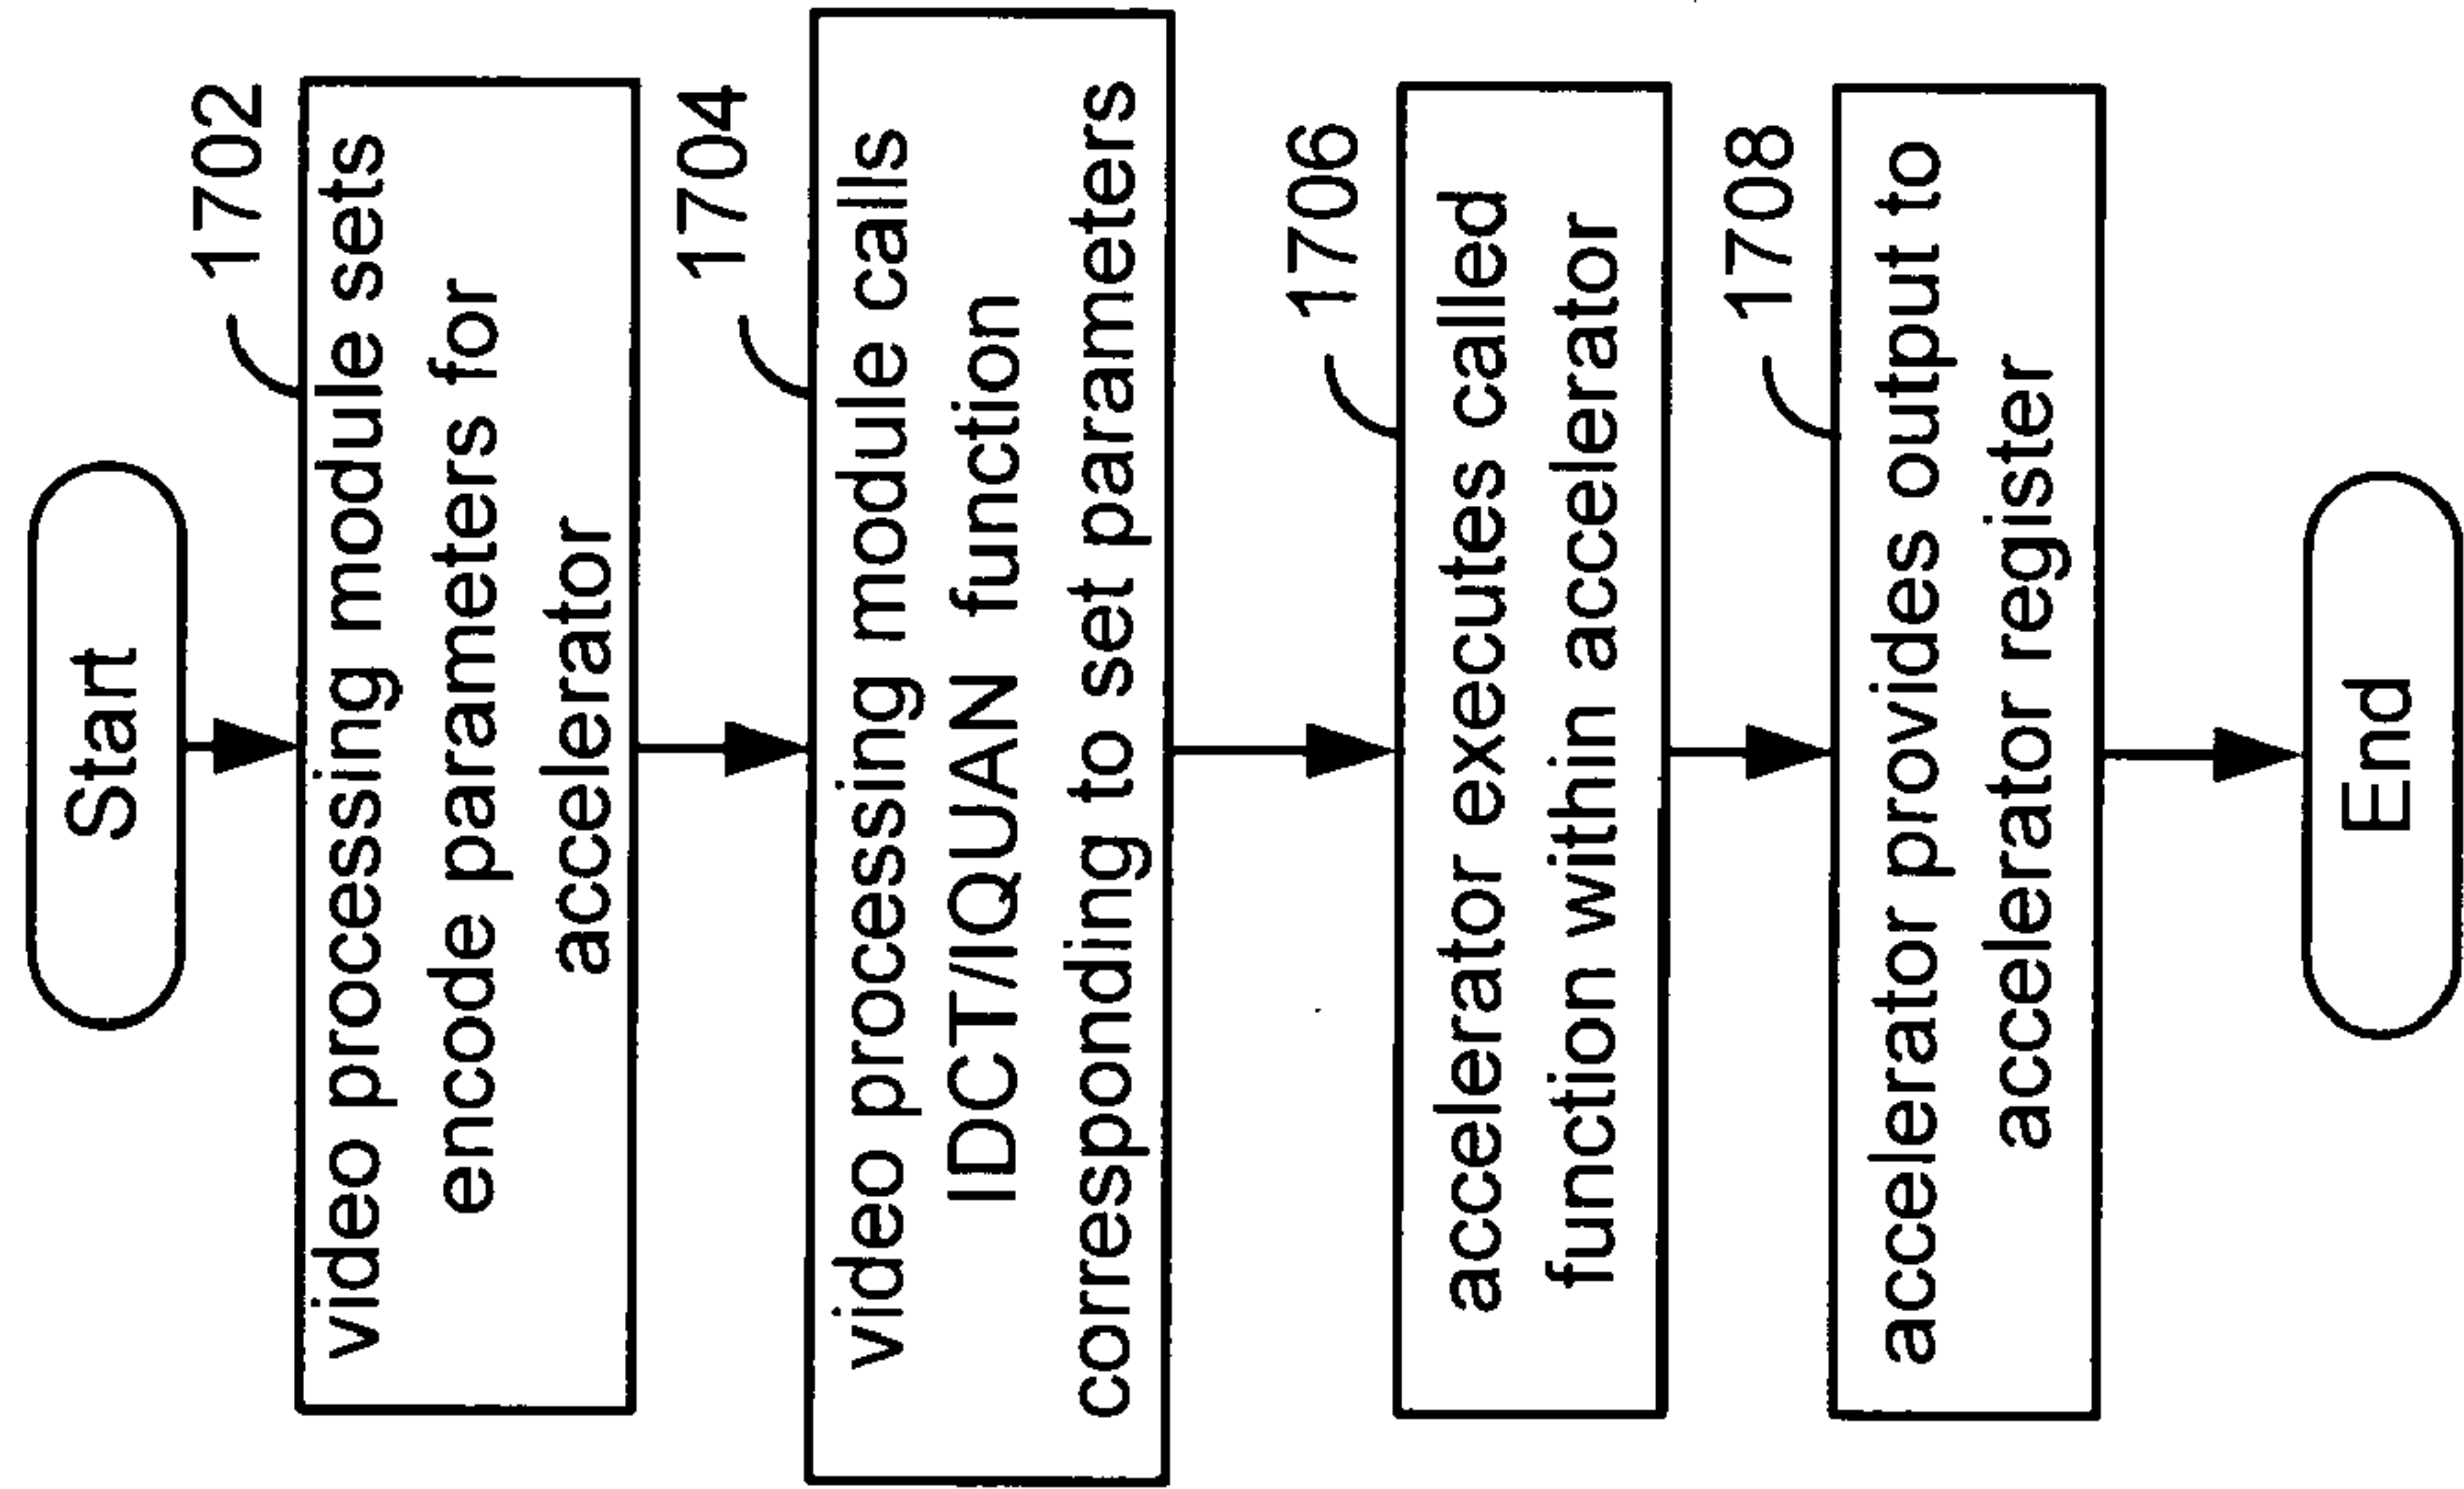 Start
1702
video processing module sets
encode parameters for
accelerator
1704
video processing module calls
IDCT/IQUAN function
corresponding to set parameters
1706
accelerator executes called
function within accelerator
1708
accelerator provides output to
accelerator register
End